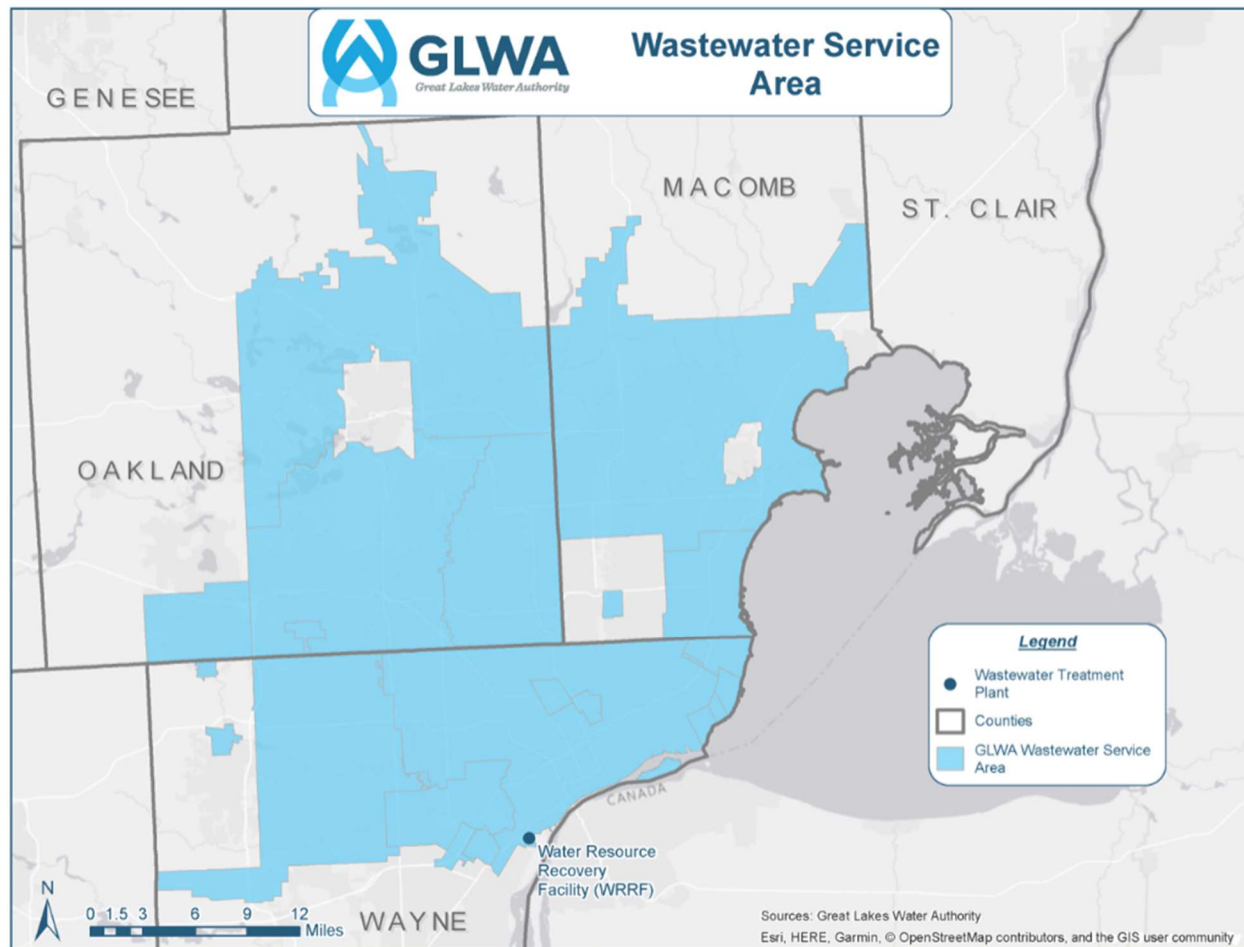 GLWA
Great Lakes Water Authority
Wastewater Service
Area
GENESEE
MACOMB
ST. CLAIR
OAKLAND
Legend
Wastewater Treatment
Plant
Counties
GLWA Wastewater Service
Area
CANADA
Water Resource
Recovery
Facility (WRRF)
N
0 1.5 3 6 9 12
Miles
WAYNE
Sources: Great Lakes Water Authority
Esri, HERE, Garmin, © OpenStreetMap contributors, and the GIS user community